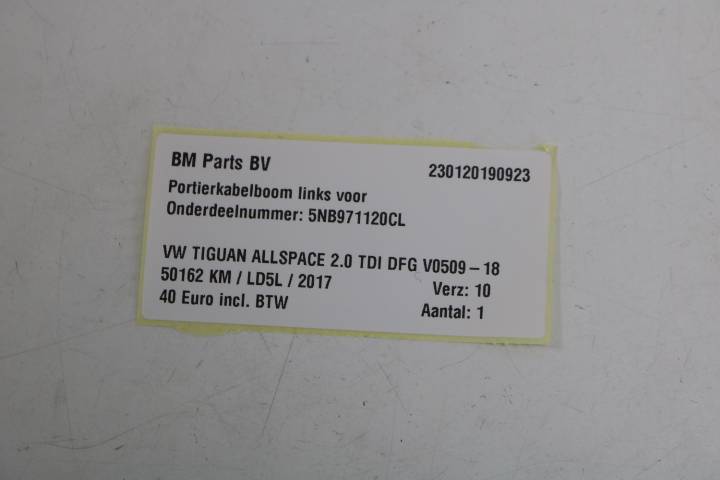 BM Parts BV 230120190923
Portierkabelboom links voor
Onderdeelnummer: 5NB971120CL
VW TIGUAN ALLSPACE 2.0 TDI DFG V0509 – 18
50162 KM / LD5L / 2017 Verz: 10
40 Euro incl. BTW Aantal: 1